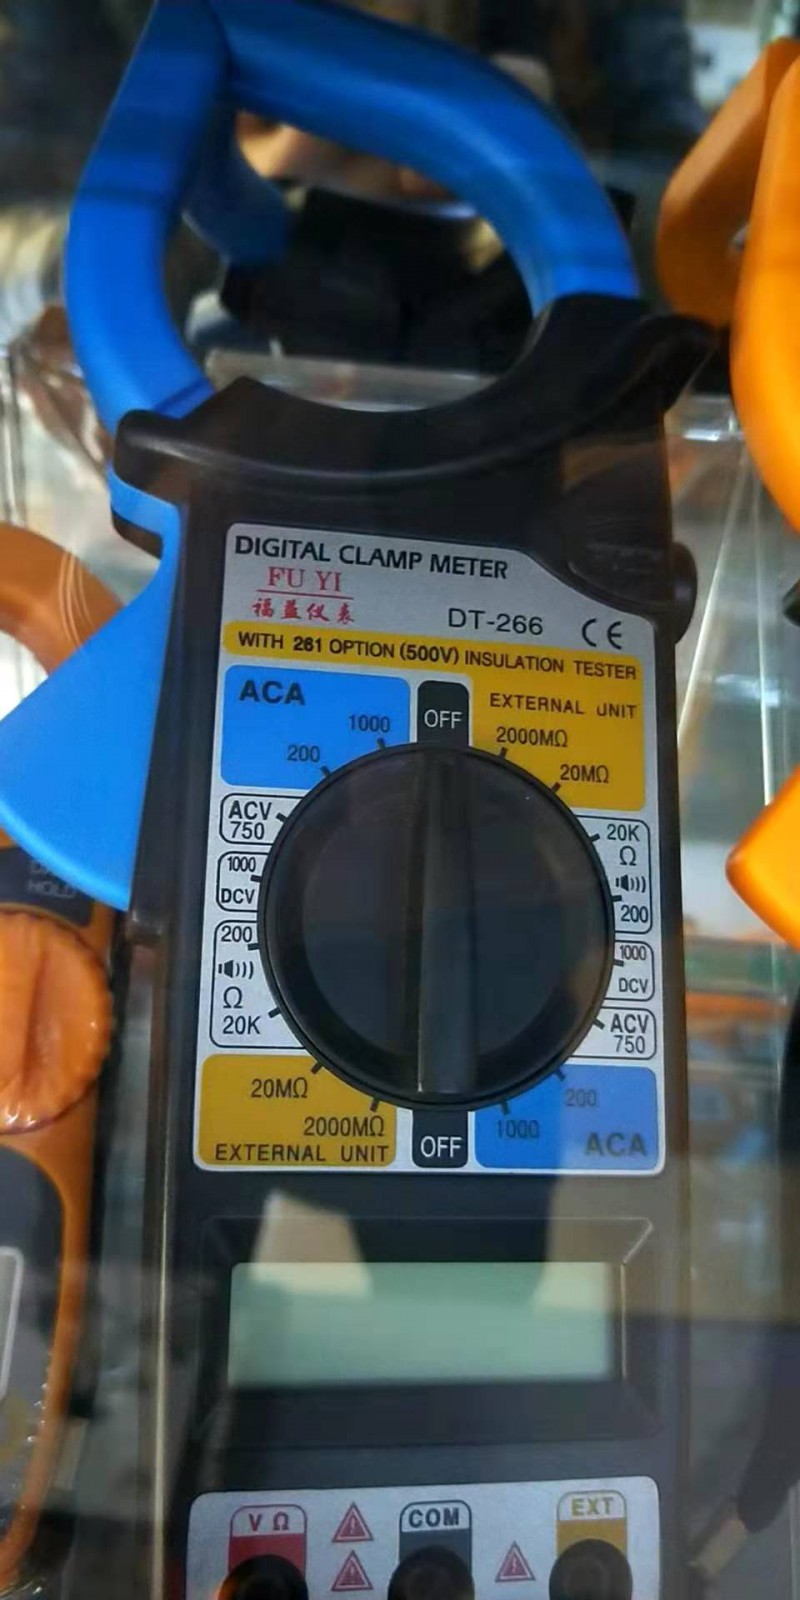 DIGITAL CLAMP METER
FU YI
福益仪表
DT-266 CE
WITH 261 OPTION (500V) INSULATION TESTER
ACA
OFF
EXTERNAL UNIT
1000
2000MΩ
200
20MΩ
ACV
750
20K
Ω
200
1000
DCV
1000
DCV
200
Ω
20K
ACV
750
20MΩ
200
2000MΩ
1000
EXTERNAL UNIT
OFF
ACA
VΩ
COM
EXT
HOLD